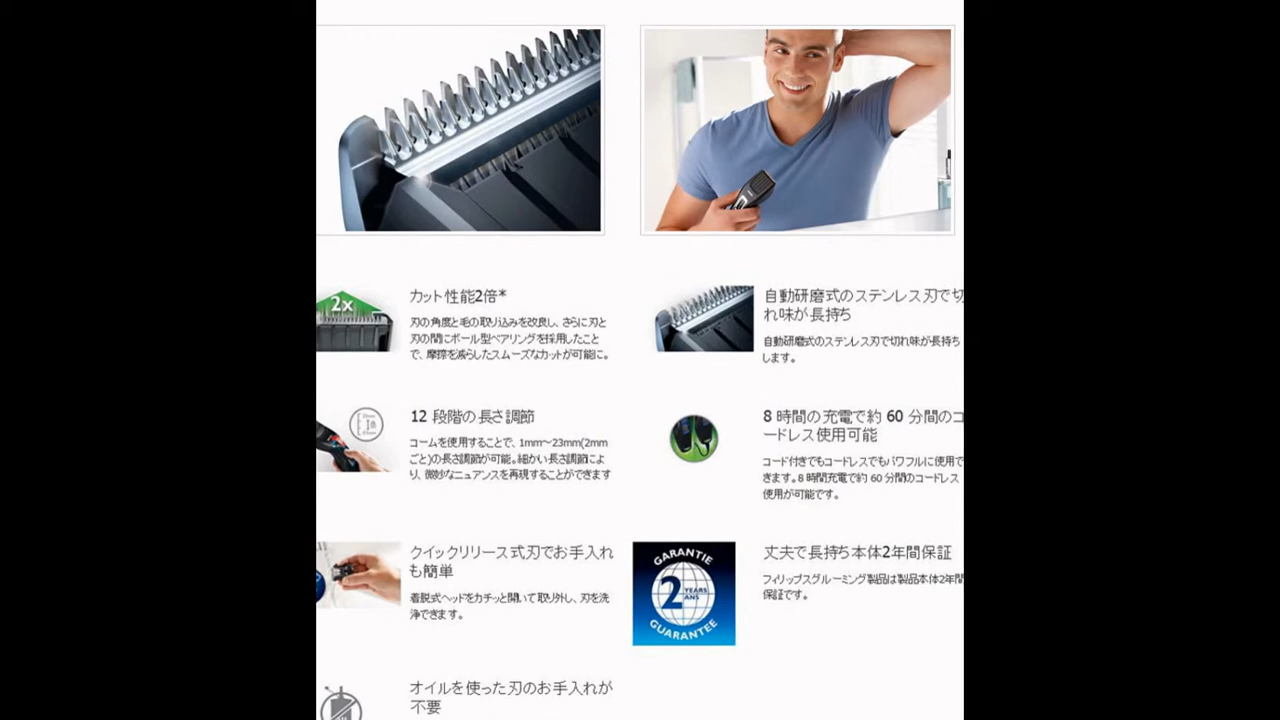 2x
カット性能2倍*
刃の角度と毛の取り込みを改良し、さらに刃と
刃の間にボール型ベアリングを採用したこと
で、摩擦を減らしたスムーズなカットが可能に。
自動研磨式のステンレス刃で切
れ味が長持ち
自動研磨式のステンレス刃で切れ味が長持ち
します。
12 段階の長さ調節
コームを使用することで、1mm～23mm(2mm
ごと)の長さ調節が可能。細かい長さ調節によ
り、微妙なニュアンスを再現することができます
8 時間の充電で約 60 分間のコ
ードレス使用可能
コード付きでもコードレスでもパワフルに使用で
きます。8 時間充電で約 60 分間のコードレス
使用が可能です。
クイックリリース式刃でお手入れ
も簡単
着脱式ヘッドをカチッと開いて取り外し、刃を洗
浄できます。
GARANTIE
2 YEARS
ANS
GUARANTEE
丈夫で長持ち本体2年間保証
フィリップスグルーミング製品は製品本体2年間
保証です。
オイルを使った刃のお手入れが
不要